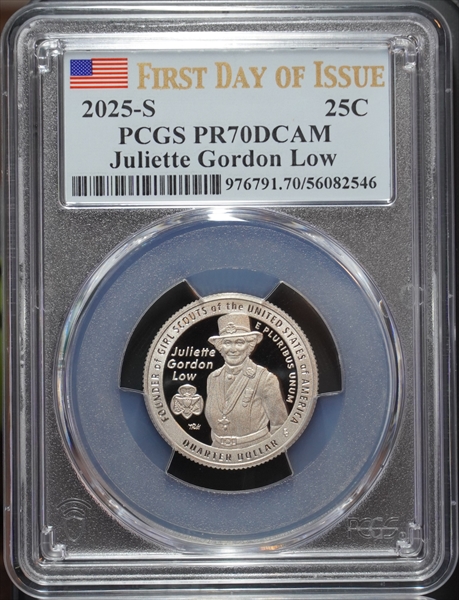 FIRST DAY OF ISSUE
2025-S 25C
PCGS PR70DCAM
Juliette Gordon Low
976791.70/56082546
FOUNDER of GIRL SCOUTS of the UNITED STATES of AMERICA
E PLURIBUS UNUM
Juliette
Gordon
Low
QUARTER DOLLAR
PCGS